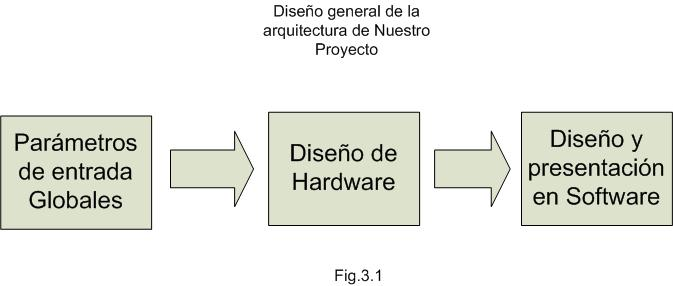 Diseño general de la
arquitectura de Nuestro
Proyecto
Parámetros
de entrada
Globales
Diseño de
Hardware
Diseño y
presentación
en Software
Fig.3.1